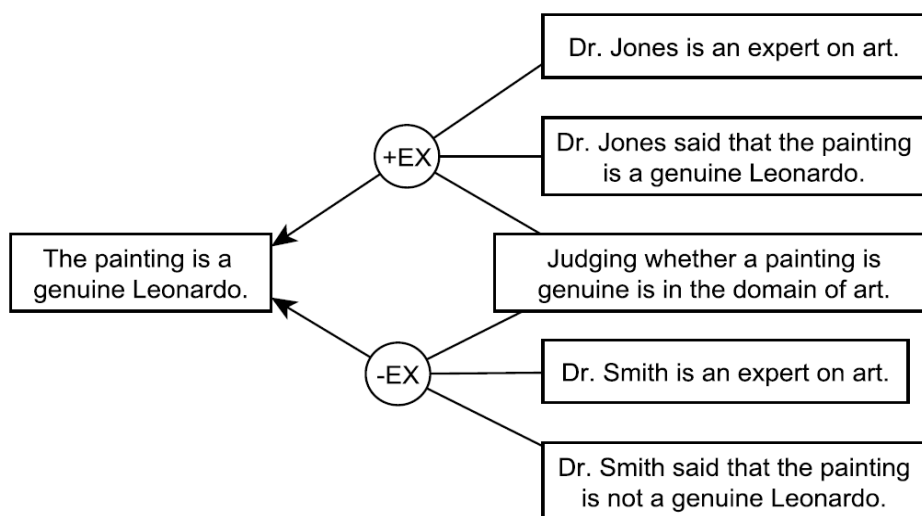 Dr. Jones is an expert on art.
+EX
Dr. Jones said that the painting
is a genuine Leonardo.
The painting is a
genuine Leonardo.
Judging whether a painting is
genuine is in the domain of art.
-EX
Dr. Smith is an expert on art.
Dr. Smith said that the painting
is not a genuine Leonardo.